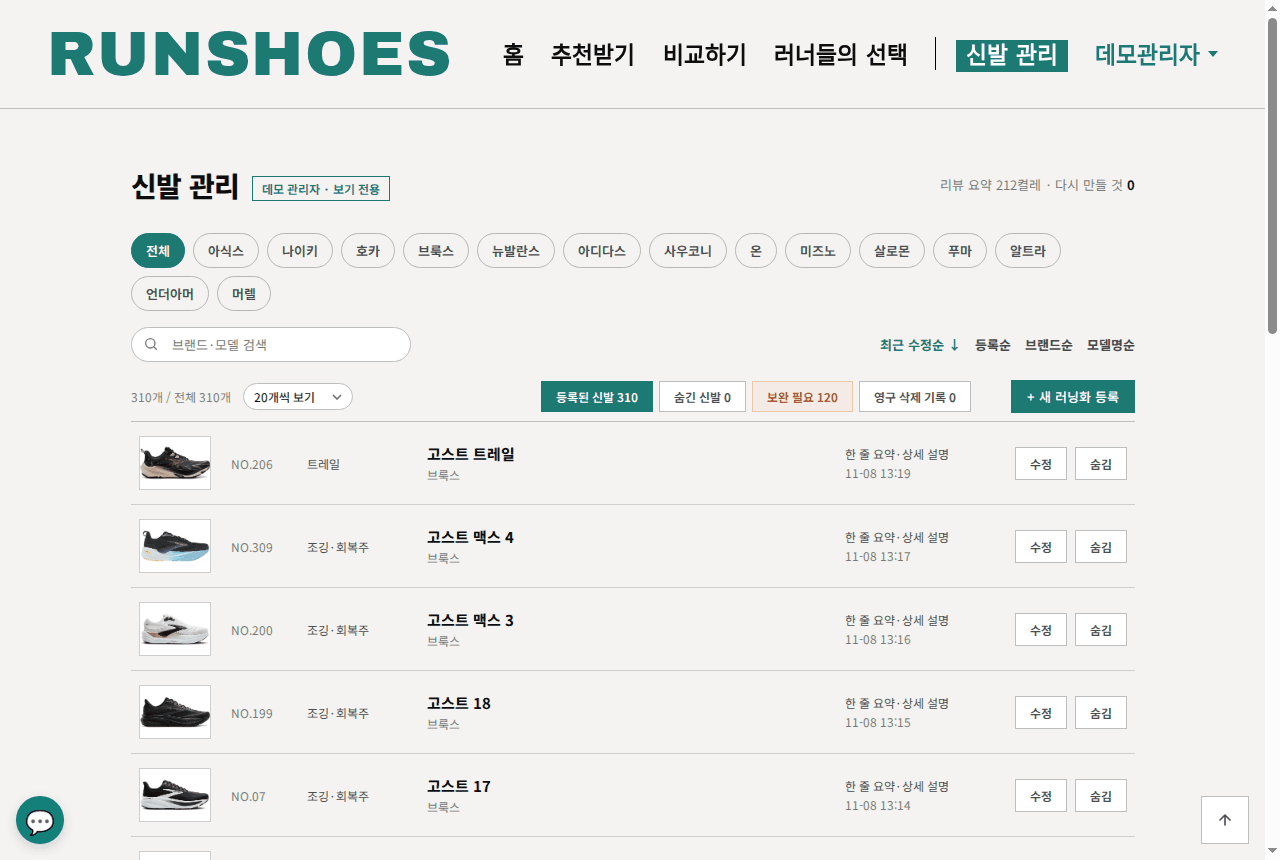 RUNSHOES 홈 추천받기 비교하기 러너들의 선택 신발 관리 데모관리자
신발 관리 데모 관리자 · 보기 전용 리뷰 요약 212켤레 · 다시 만들 것 0
전체 아식스 나이키 호카 브룩스 뉴발란스 아디다스 사우코니 온 미즈노 살로몬 푸마 알트라
언더아머 머렐
브랜드·모델 검색 최근 수정순 ↓ 등록순 브랜드순 모델명순
310개 / 전체 310개 20개씩 보기 등록된 신발 310 숨긴 신발 0 보완 필요 120 영구 삭제 기록 0 + 새 러닝화 등록
NO.206 트레일 고스트 트레일 한 줄 요약·상세 설명 수정 숨김
브룩스 11-08 13:19
NO.309 조깅·회복주 고스트 맥스 4 한 줄 요약·상세 설명 수정 숨김
브룩스 11-08 13:17
NO.200 조깅·회복주 고스트 맥스 3 한 줄 요약·상세 설명 수정 숨김
브룩스 11-08 13:16
NO.199 조깅·회복주 고스트 18 한 줄 요약·상세 설명 수정 숨김
브룩스 11-08 13:15
NO.07 조깅·회복주 고스트 17 한 줄 요약·상세 설명 수정 숨김
브룩스 11-08 13:14